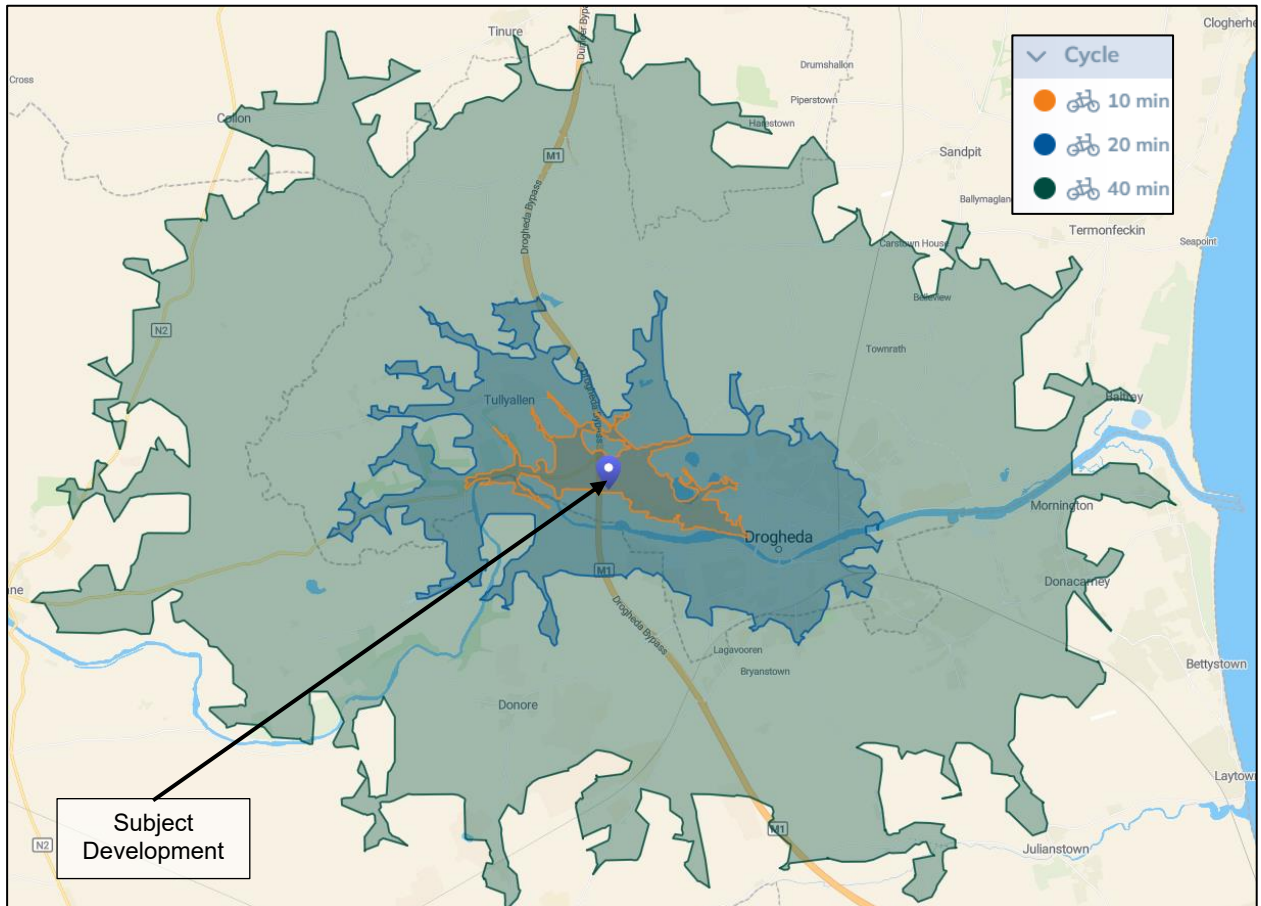 Tinure
Clogherhe
Cross
Drumshallon
Piperstown
Collon
Harestown
M1
Sandpit
Drogheda Bypass
Termonfeckin
Seapoint
Carstown House
Belleview
N2
Townrath
Tullyallen
Baltray
Mornington
Drogheda
M1
Donacarney
ane
Drogheda Bypass
Lagavooren
Bryanstown
Bettystown
Donore
Laytown
M1
N2
Julianstown
Cycle
10 min
20 min
40 min
Subject
Development